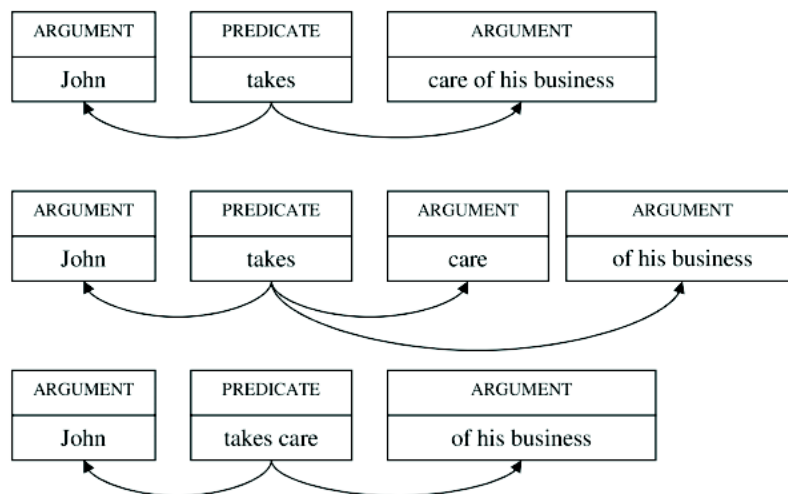 ARGUMENT PREDICATE ARGUMENT
John takes care of his business
ARGUMENT PREDICATE ARGUMENT ARGUMENT
John takes care of his business
ARGUMENT PREDICATE ARGUMENT
John takes care of his business